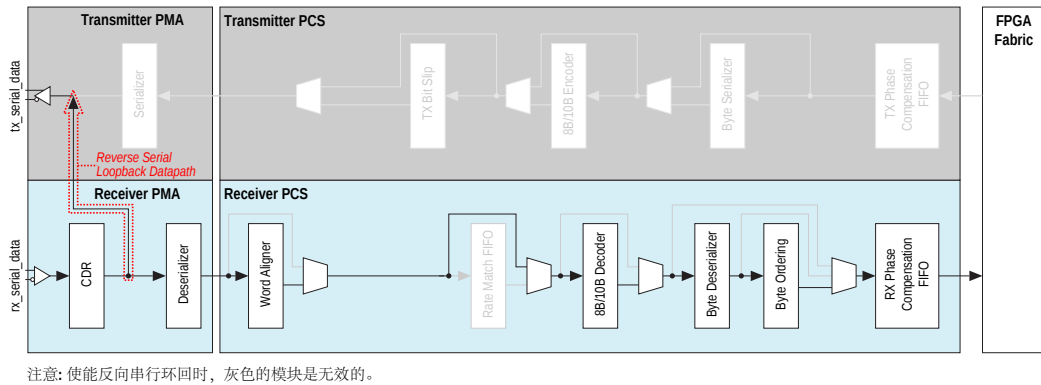 Transmitter PMA
Transmitter PCS
FPGA
Fabric
tx_serial_data
Serializer
TX Bit Slip
8B/10B Encoder
Byte Serializer
TX Phase
Compensation
FIFO
Reverse Serial
Loopback Datapath
Receiver PMA
Receiver PCS
rx_serial_data
CDR
Deserializer
Word Aligner
Rate Match FIFO
8B/10B Decoder
Byte Deserializer
Byte Ordering
RX Phase
Compensation
FIFO
注意: 使能反向串行环回时，灰色的模块是无效的。